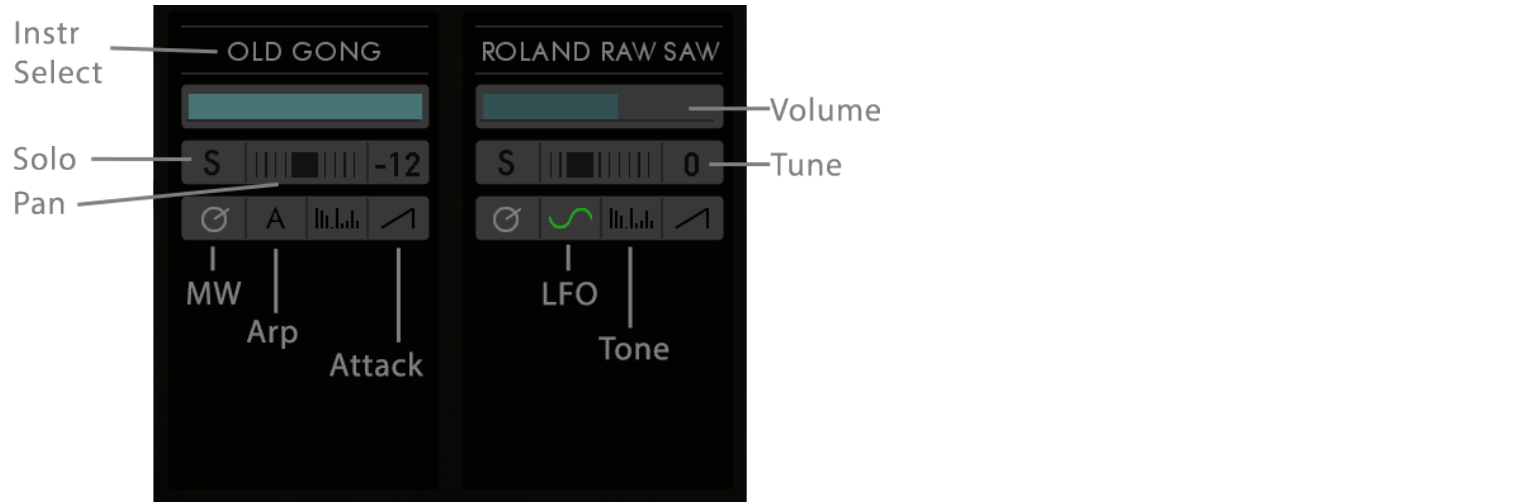 Instr
Select
OLD GONG
ROLAND RAW SAW
Volume
Solo
S
-12
S
0
Tune
Pan
A
MW
LFO
Arp
Tone
Attack